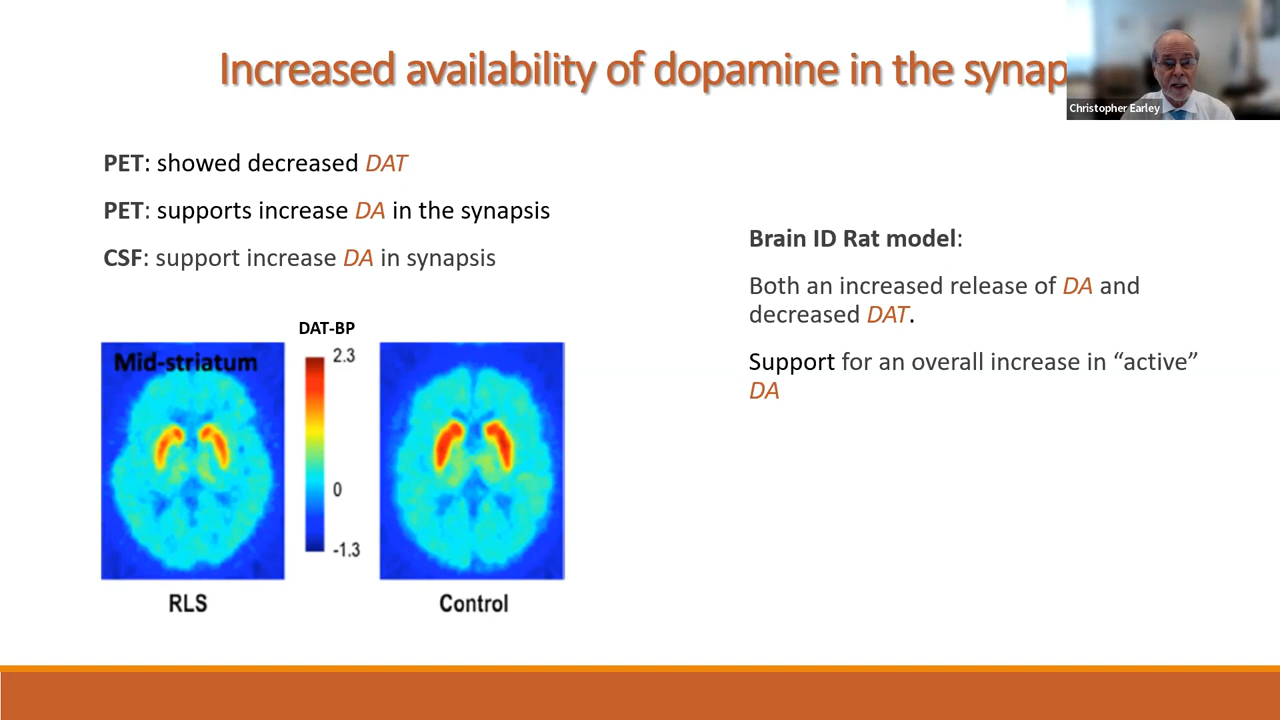 Increased availability of dopamine in the synap
Christopher Earley
PET: showed decreased DAT
PET: supports increase DA in the synapsis
CSF: support increase DA in synapsis
Brain ID Rat model:
Both an increased release of DA and
decreased DAT.
Support for an overall increase in “active”
DA
DAT-BP
Mid-striatum
2.3
0
-1.3
RLS
Control